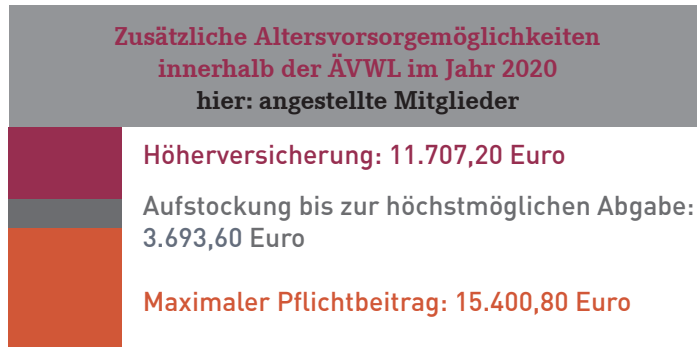 Zusätzliche Altersvorsorgemöglichkeiten
innerhalb der ÄVWL im Jahr 2020
hier: angestellte Mitglieder
Höherversicherung: 11.707,20 Euro
Aufstockung bis zur höchstmöglichen Abgabe:
3.693,60 Euro
Maximaler Pflichtbeitrag: 15.400,80 Euro